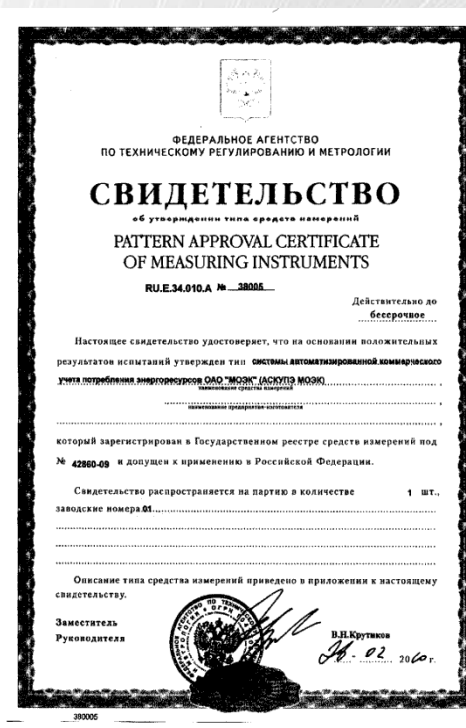 ФЕДЕРАЛЬНОЕ АГЕНТСТВО
ПО ТЕХНИЧЕСКОМУ РЕГУЛИРОВАНИЮ И МЕТРОЛОГИИ
СВИДЕТЕЛЬСТВО
об утверждении типа средств измерений
PATTERN APPROVAL CERTIFICATE
OF MEASURING INSTRUMENTS
RU.E.34.010.A № 38005
Действительно до
бессрочное
Настоящее свидетельство удостоверяет, что на основании положительных
результатов испытаний утвержден тип системы автоматизированной коммерческого
учета потребления энергоресурсов ОАО "МОЭК" (АСКУПЭ МОЭК)
наименование средства измерений
наименование предприятия-изготовителя
который зарегистрирован в Государственном реестре средств измерений под
№ 42860-09 и допущен к применению в Российской Федерации.
Свидетельство распространяется на партию в количестве 1 шт.,
заводские номера 01
Описание типа средства измерений приведено в приложении к настоящему
свидетельству.
Заместитель
Руководителя
В.Н.Крутиков
02 20 г.
380005